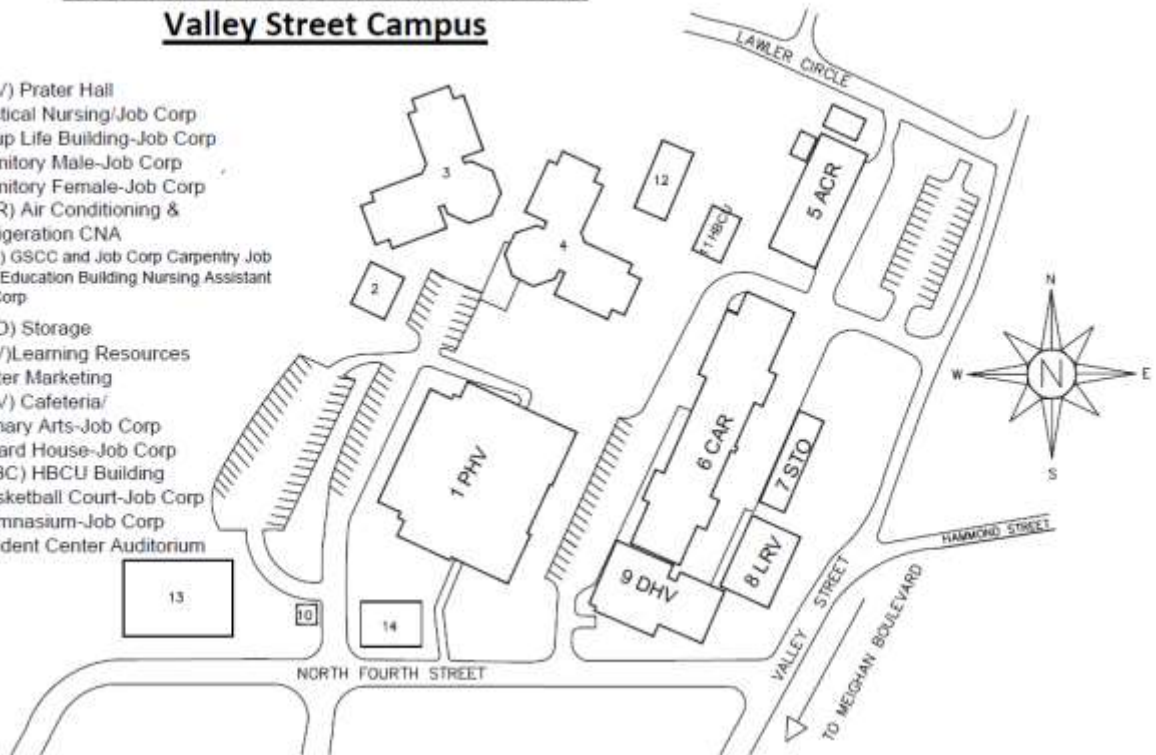 Valley Street Campus
/) Prater Hall
tical Nursing/Job Corp
up Life Building-Job Corp
mitory Male-Job Corp
mitory Female-Job Corp
R) Air Conditioning &
igeration CNA
) GSCC and Job Corp Carpentry Job
Education Building Nursing Assistant
Corp
O) Storage
/)Learning Resources
ter Marketing
/) Cafeteria/
nary Arts-Job Corp
ard House-Job Corp
BC) HBCU Building
sketball Court-Job Corp
mnasium-Job Corp
dent Center Auditorium
LAWLER CIRCLE
3
12
5 ACR
11 HBCU
4
2
N
W
N
E
S
1 PHV
6 CAR
7 STO
8 LRV
9 DHV
HAMMOND STREET
13
10
14
VALLEY STREET
NORTH FOURTH STREET
TO MEIGHAN BOULEVARD